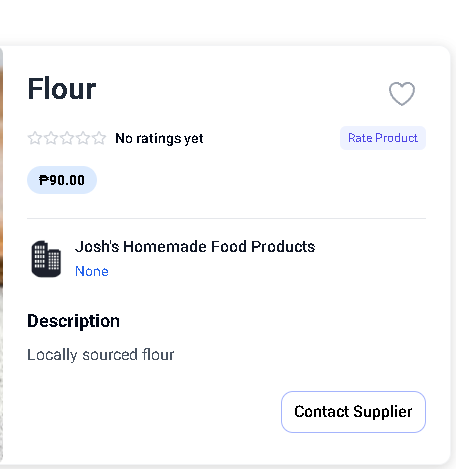 Flour
No ratings yet
Rate Product
₱90.00
Josh's Homemade Food Products
None
Description
Locally sourced flour
Contact Supplier